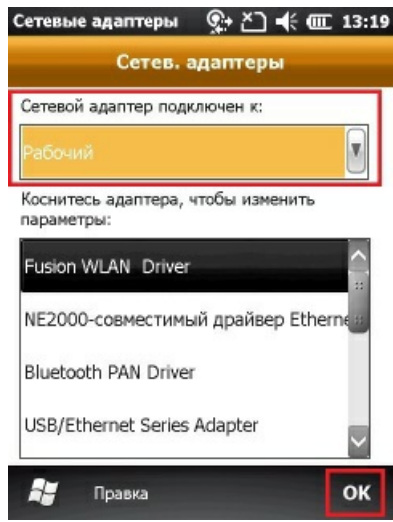 Сетевые адаптеры 13:19
Сетев. адаптеры
Сетевой адаптер подключен к:
Рабочий
Коснитесь адаптера, чтобы изменить
параметры:
Fusion WLAN Driver
NE2000-совместимый драйвер Etherne
Bluetooth PAN Driver
USB/Ethernet Series Adapter
Правка OK